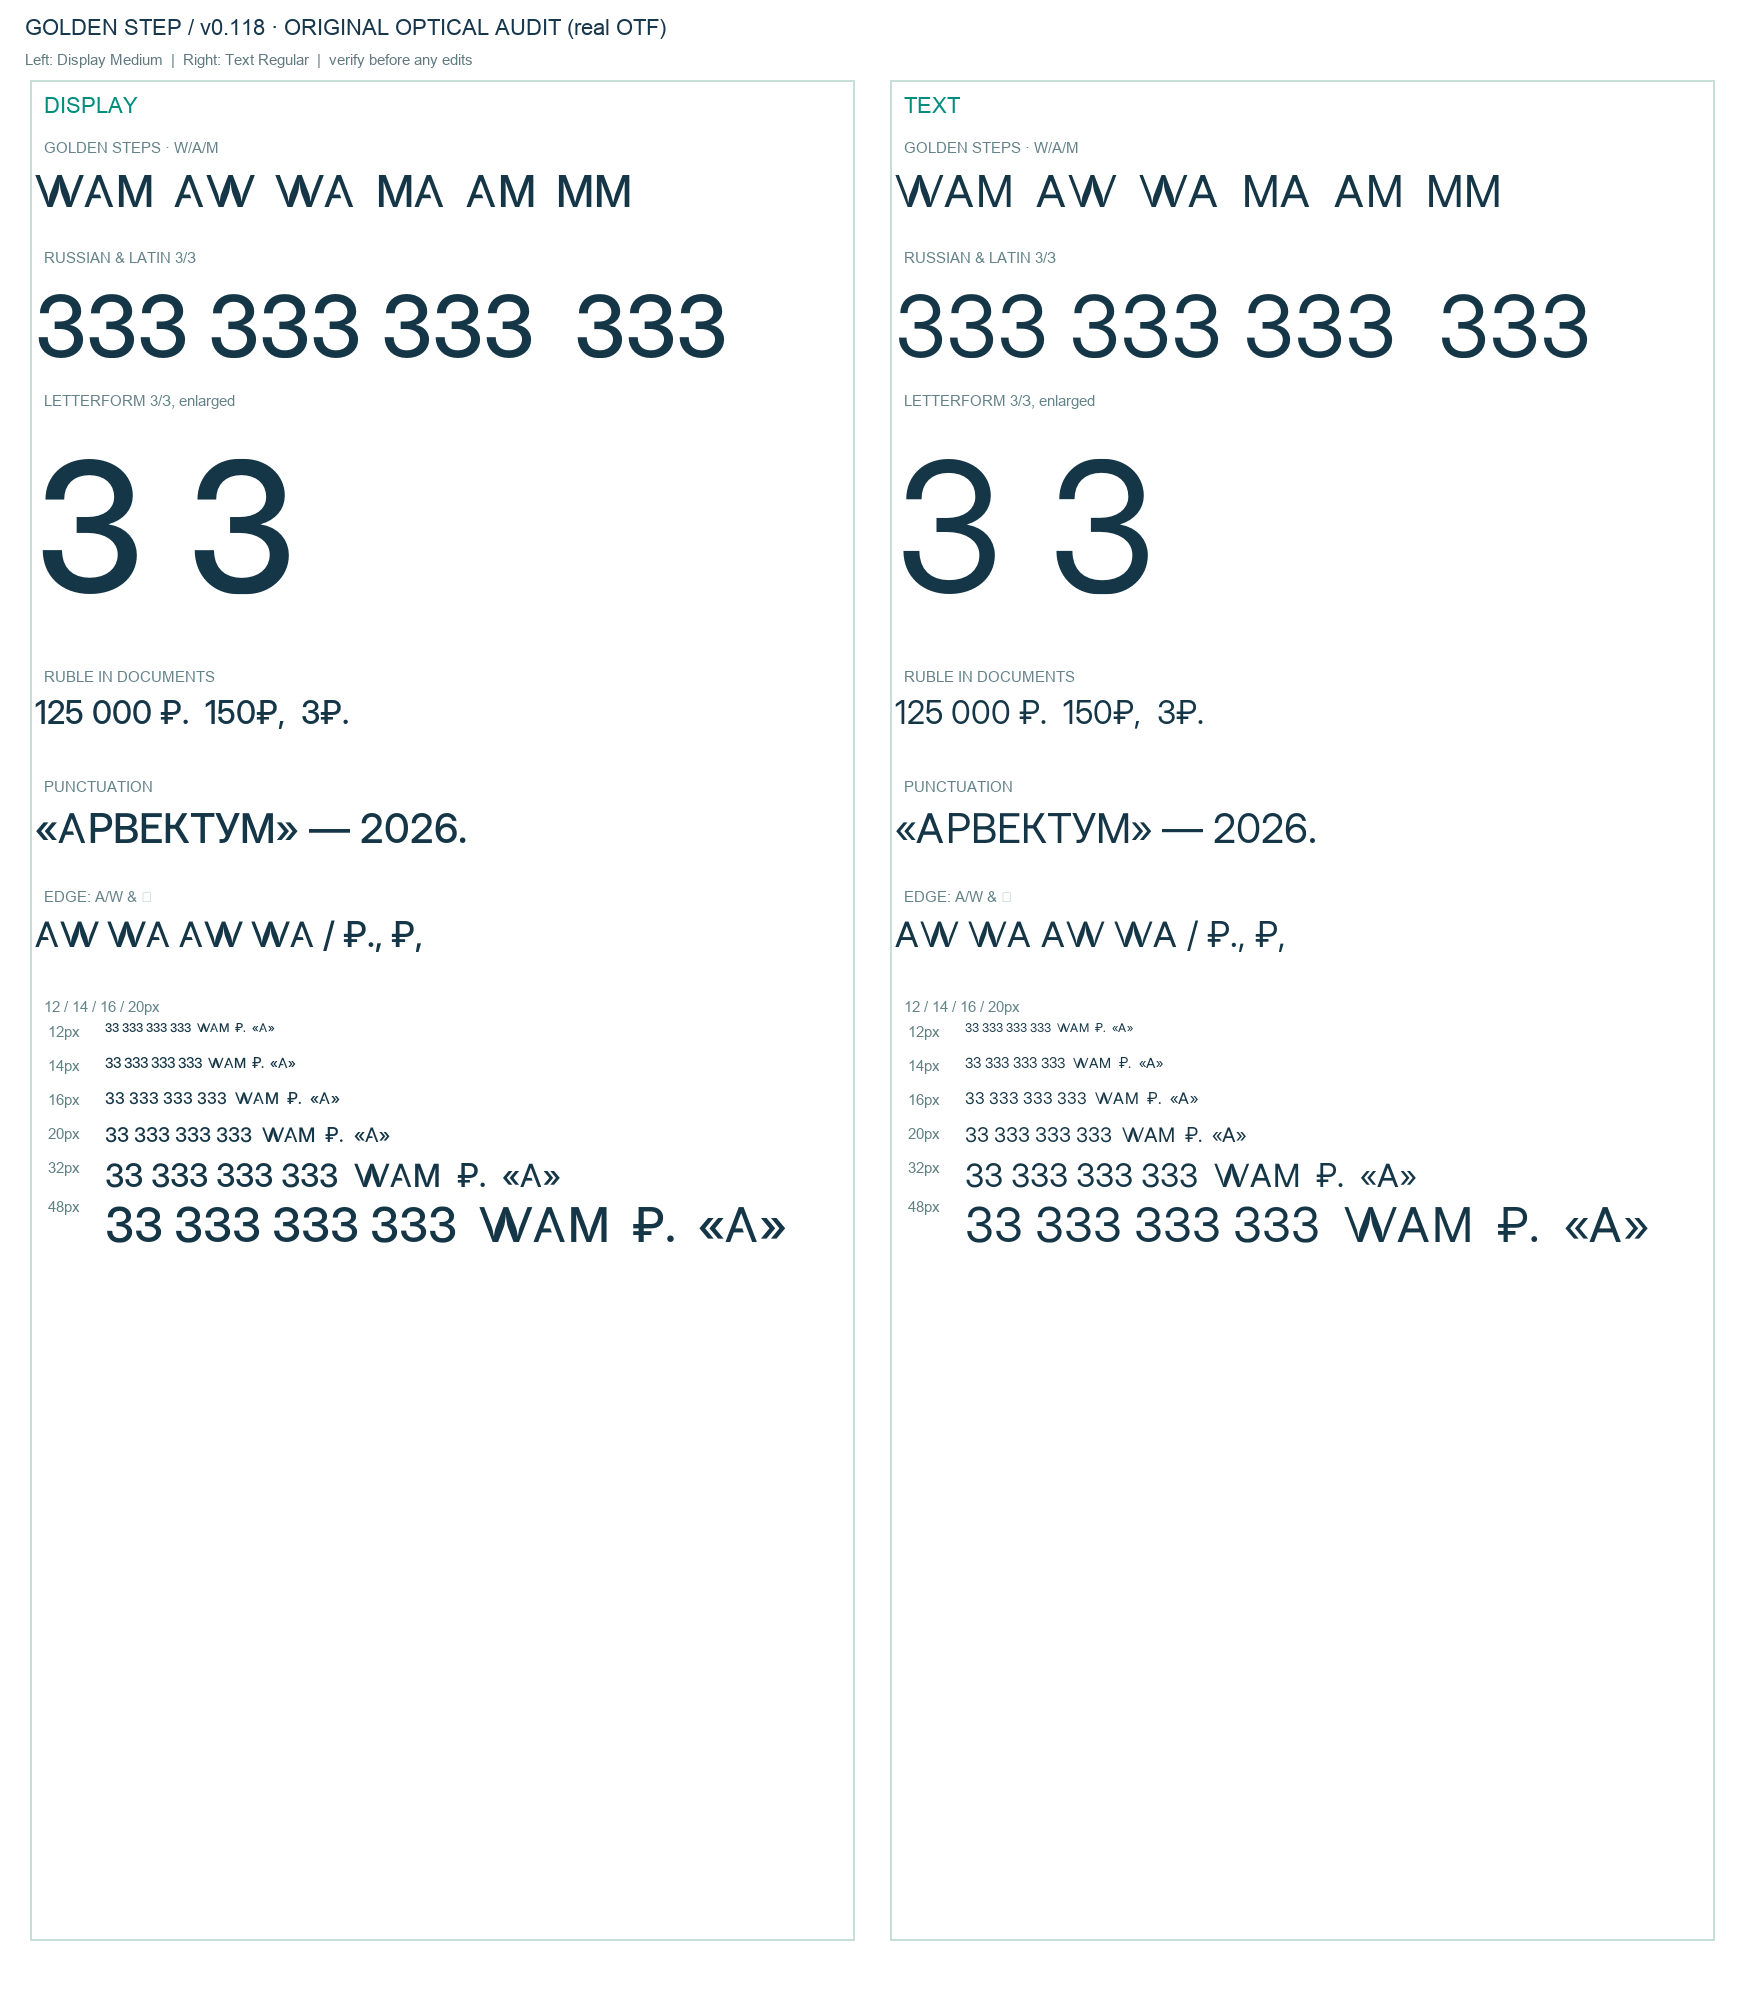 GOLDEN STEP / v0.118 · ORIGINAL OPTICAL AUDIT (real OTF)
Left: Display Medium | Right: Text Regular | verify before any edits
DISPLAY
GOLDEN STEPS · W/A/M
WAM AW WA MA AM MM
RUSSIAN & LATIN 3/3
333 333 333 333
LETTERFORM 3/3, enlarged
3 3
RUBLE IN DOCUMENTS
125 000 ₽. 150₽, 3₽.
PUNCTUATION
«АРВЕКТУМ» — 2026.
EDGE: A/W & □
AW WA AW WA / ₽., ₽,
12 / 14 / 16 / 20px
12px 33 333 333 333 WAM ₽. «A»
14px 33 333 333 333 WAM ₽. «A»
16px 33 333 333 333 WAM ₽. «A»
20px 33 333 333 333 WAM ₽. «A»
32px 33 333 333 333 WAM ₽. «A»
48px 33 333 333 333 WAM ₽. «A»
TEXT
GOLDEN STEPS · W/A/M
WAM AW WA MA AM MM
RUSSIAN & LATIN 3/3
333 333 333 333
LETTERFORM 3/3, enlarged
3 3
RUBLE IN DOCUMENTS
125 000 ₽. 150₽, 3₽.
PUNCTUATION
«АРВЕКТУМ» — 2026.
EDGE: A/W & □
AW WA AW WA / ₽., ₽,
12 / 14 / 16 / 20px
12px 33 333 333 333 WAM ₽. «A»
14px 33 333 333 333 WAM ₽. «A»
16px 33 333 333 333 WAM ₽. «A»
20px 33 333 333 333 WAM ₽. «A»
32px 33 333 333 333 WAM ₽. «A»
48px 33 333 333 333 WAM ₽. «A»